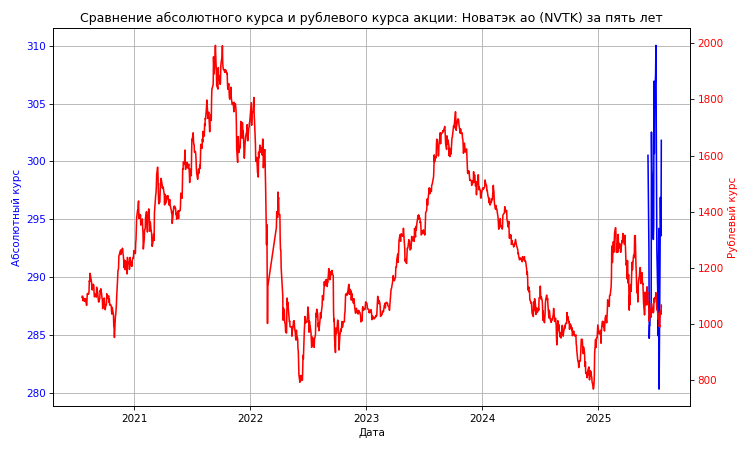 Сравнение абсолютного курса и рублевого курса акции: Новатэк ао (NVTK) за пять лет
310
305
300
295
290
285
280
Абсолютный курс
2000
1800
1600
1400
1200
1000
800
Рублевый курс
2021 2022 2023 2024 2025
Дата